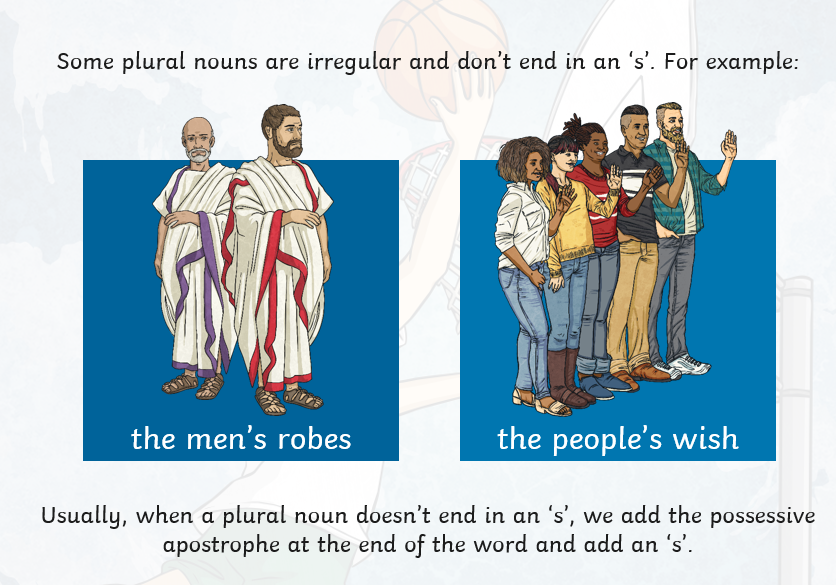 Some plural nouns are irregular and don't end in an ‘s’. For example:
the men's robes
the people's wish
Usually, when a plural noun doesn't end in an ‘s’, we add the possessive
apostrophe at the end of the word and add an ‘s’.